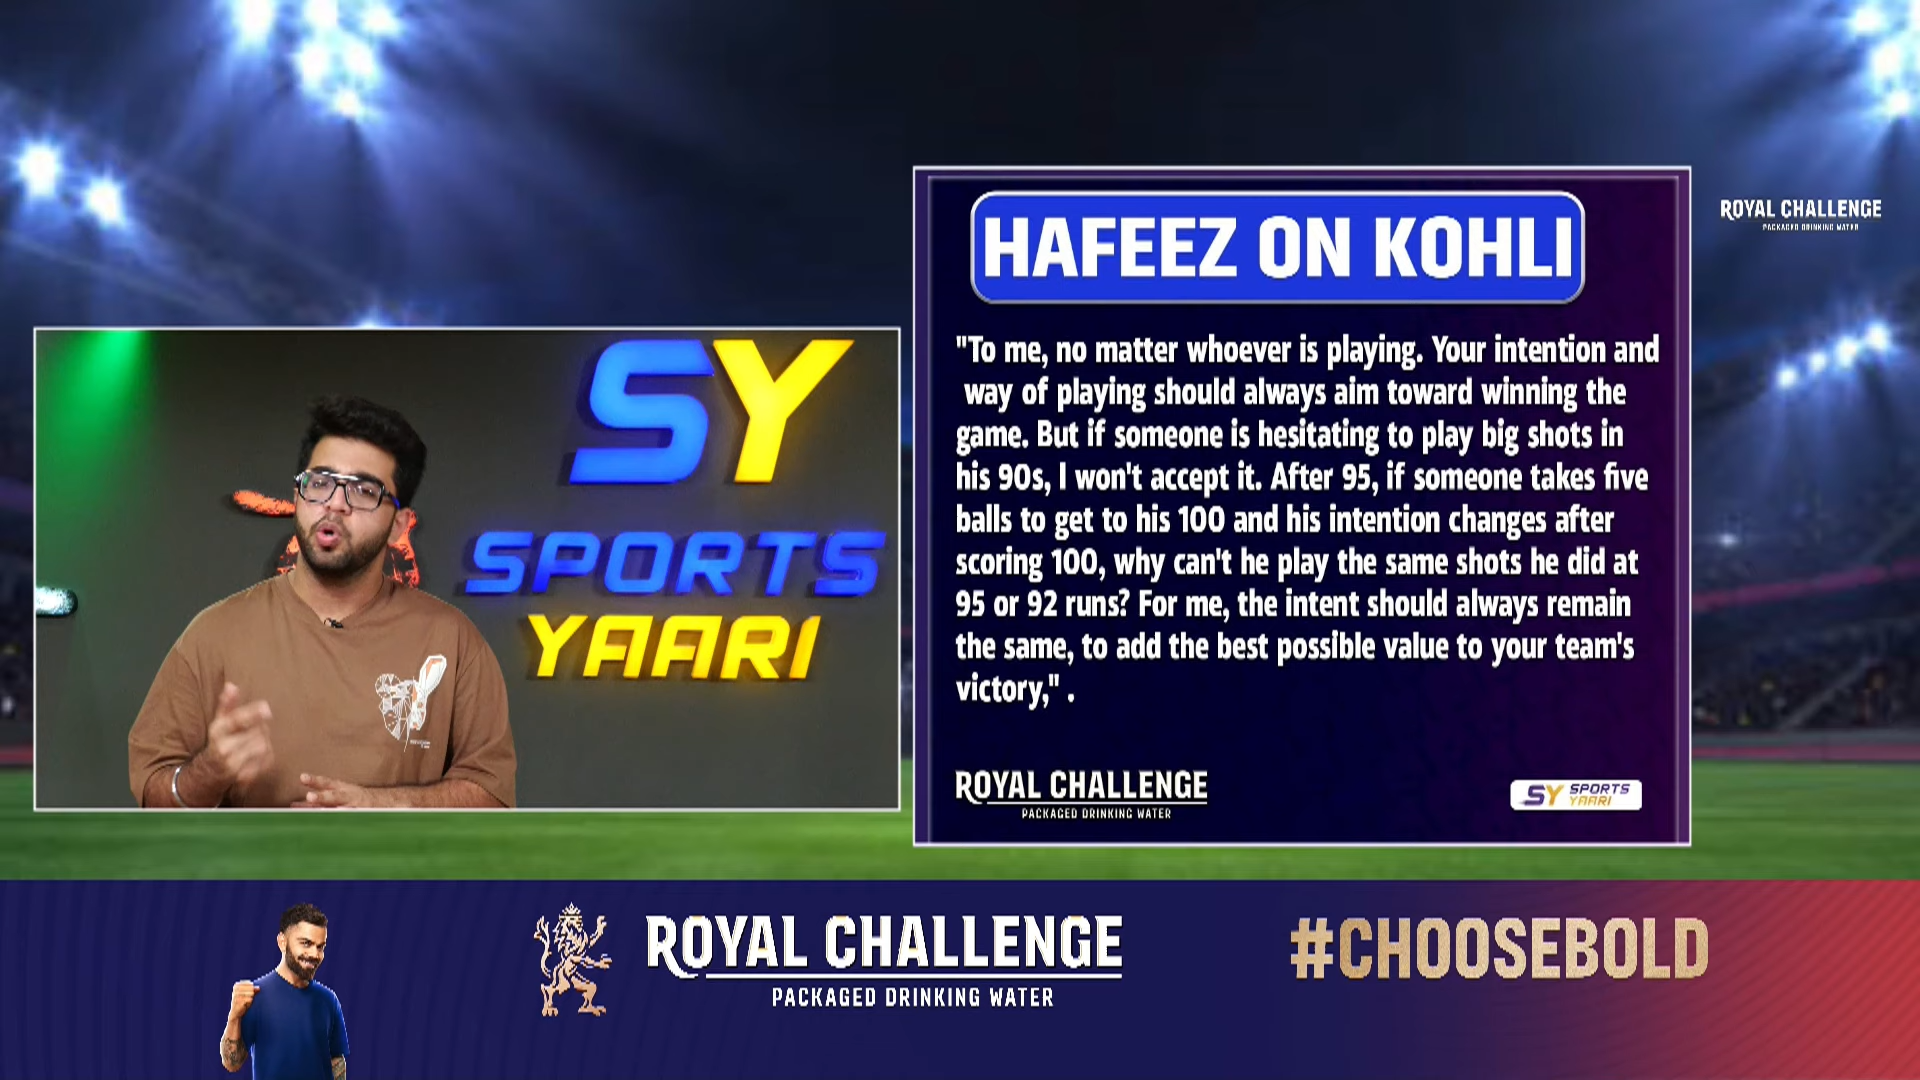 HAFEEZ ON KOHLI
ROYAL CHALLENGE
PACKAGED DRINKING WATER
"To me, no matter whoever is playing. Your intention and
way of playing should always aim toward winning the
game. But if someone is hesitating to play big shots in
his 90s, I won't accept it. After 95, if someone takes five
balls to get to his 100 and his intention changes after
scoring 100, why can't he play the same shots he did at
95 or 92 runs? For me, the intent should always remain
the same, to add the best possible value to your team's
victory," .
SY
SPORTS
YAARI
ROYAL CHALLENGE
PACKAGED DRINKING WATER
SY SPORTS
YAARI
ROYAL CHALLENGE
PACKAGED DRINKING WATER
#CHOOSEBOLD